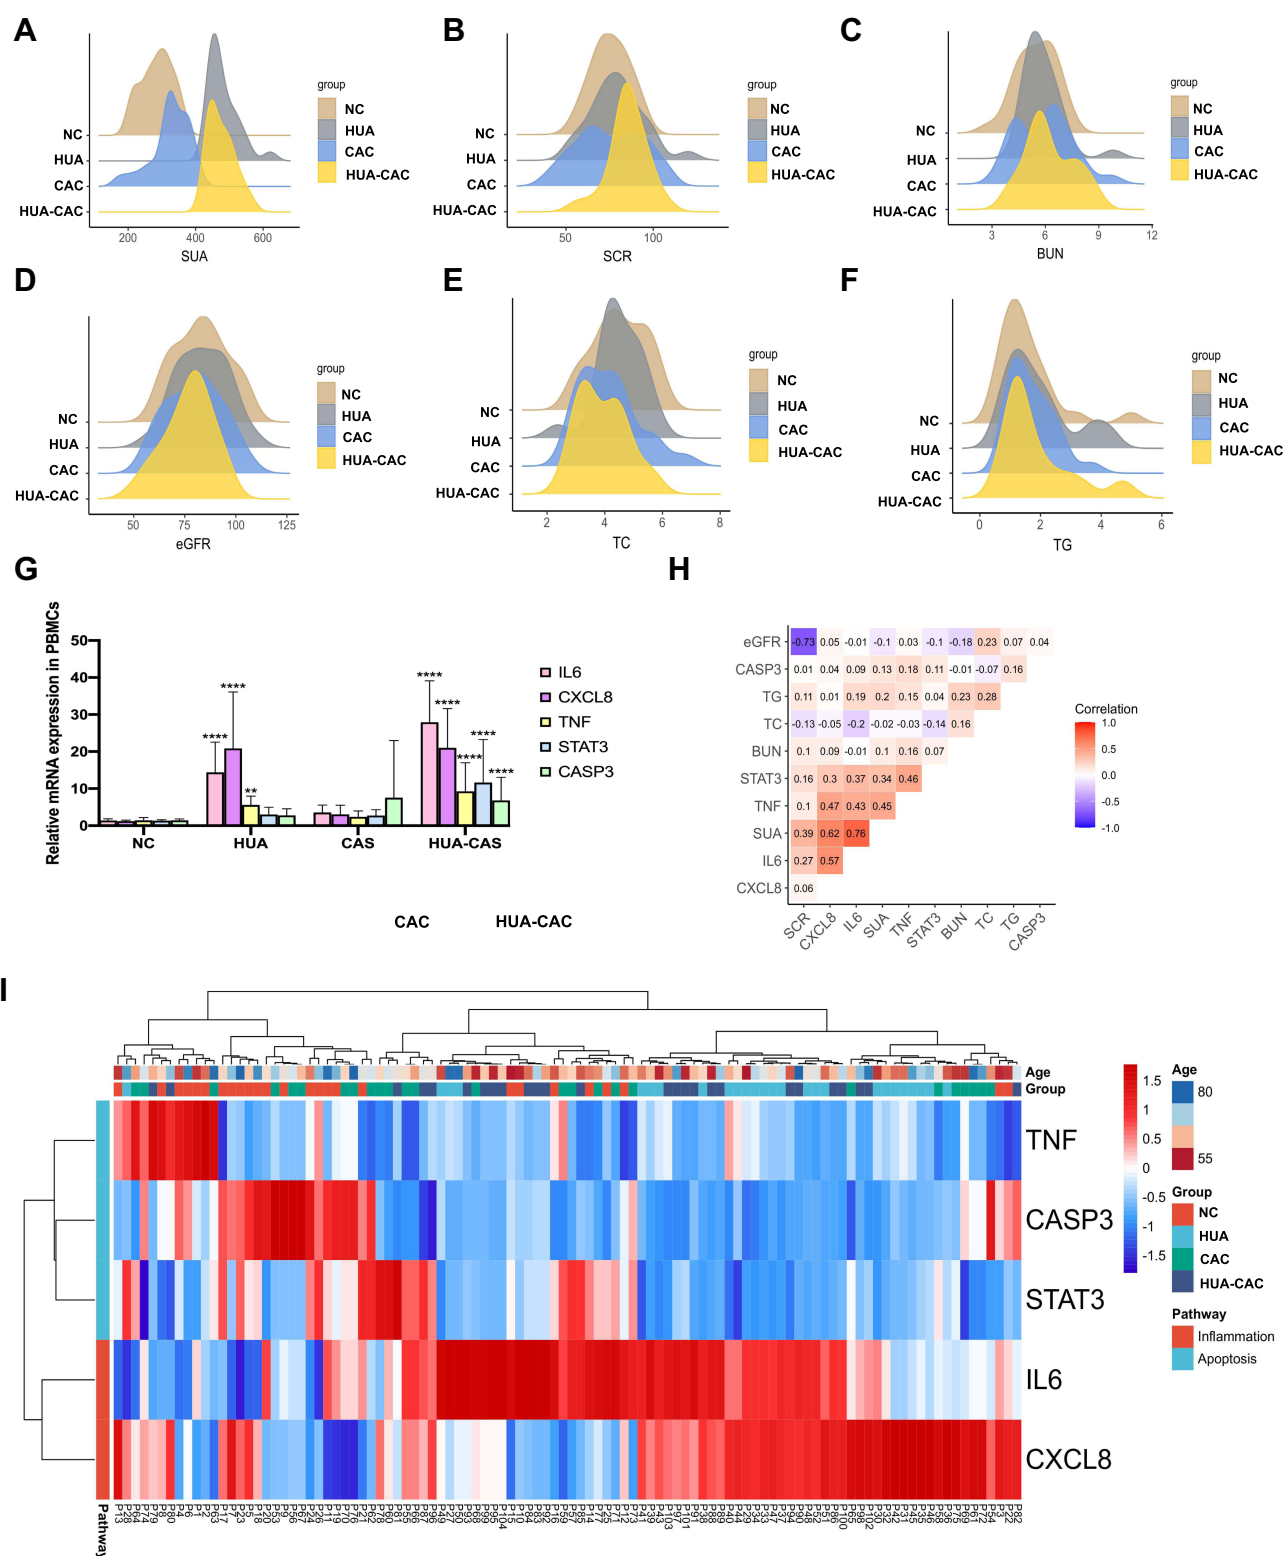 A
group
NC
HUA
CAC
HUA-CAC
NC
HUA
CAC
HUA-CAC
200 400 600
SUA
B
group
NC
HUA
CAC
HUA-CAC
NC
HUA
CAC
HUA-CAC
50 100
SCR
C
group
NC
HUA
CAC
HUA-CAC
NC
HUA
CAC
HUA-CAC
3 6 9 12
BUN
D
group
NC
HUA
CAC
HUA-CAC
NC
HUA
CAC
HUA-CAC
50 75 100 125
eGFR
E
group
NC
HUA
CAC
HUA-CAC
NC
HUA
CAC
HUA-CAC
2 4 6 8
TC
F
group
NC
HUA
CAC
HUA-CAC
NC
HUA
CAC
HUA-CAC
0 2 4 6
TG
G
Relative mRNA expression in PBMCs
50
40
30
20
10
0
**** **** **
**** **** **** **** ****
NC HUA CAS HUA-CAS
IL6
CXCL8
TNF
STAT3
CASP3
CAC HUA-CAC
H
eGFR -0.73 0.05 -0.01 -0.1 0.03 -0.1 -0.18 0.23 0.07 0.04
CASP3 0.01 0.04 0.09 0.13 0.18 0.11 -0.01 -0.07 0.16
TG 0.11 0.01 0.19 0.2 0.15 0.04 0.23 0.28
TC -0.13 -0.05 -0.2 -0.02 -0.03 -0.14 0.16
BUN 0.1 0.09 -0.01 0.1 0.16 0.07
STAT3 0.16 0.3 0.37 0.34 0.46
TNF 0.1 0.47 0.43 0.45
SUA 0.39 0.62 0.76
IL6 0.27 0.57
CXCL8 0.06
SCR CXCL8 IL6 SUA TNF STAT3 BUN TC TG CASP3
Correlation
1.0
0.5
0.0
-0.5
-1.0
I
Age
Group
TNF
CASP3
STAT3
IL6
CXCL8
Pathway
1.5
1
0.5
0
-0.5
-1
-1.5
Age
80
55
Group
NC
HUA
CAC
HUA-CAC
Pathway
Inflammation
Apoptosis